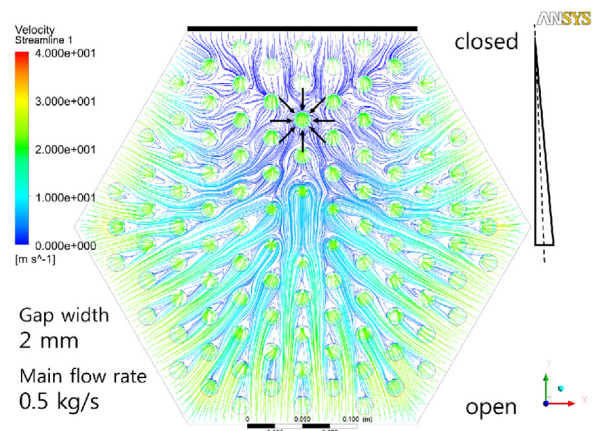 Velocity
Streamline 1
4.000e+001
3.000e+001
2.000e+001
1.000e+001
0.000e+000
[m s^-1]
ANSYS
closed
Gap width
2 mm
Main flow rate
0.5 kg/s
open
0 0.050 0.100 (m)
Y
X